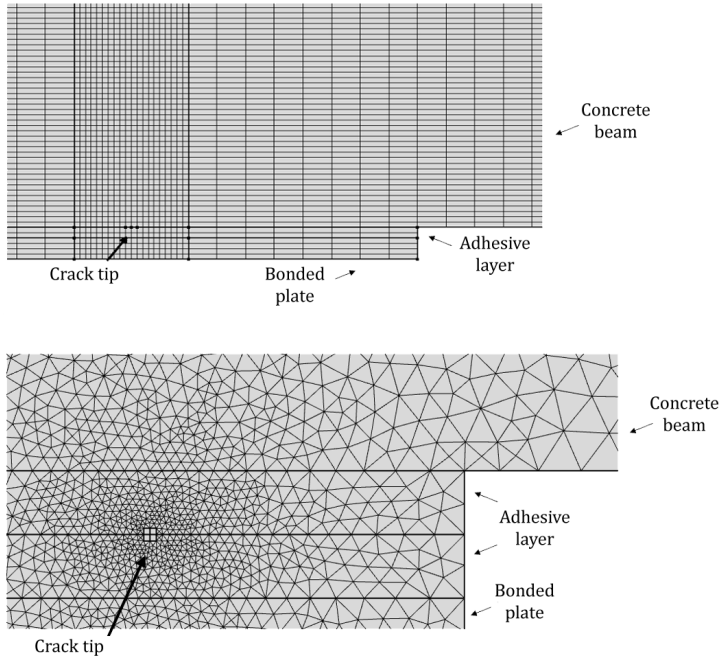 Concrete
beam
Adhesive
layer
Crack tip
Bonded
plate
Concrete
beam
Adhesive
layer
Bonded
plate
Crack tip